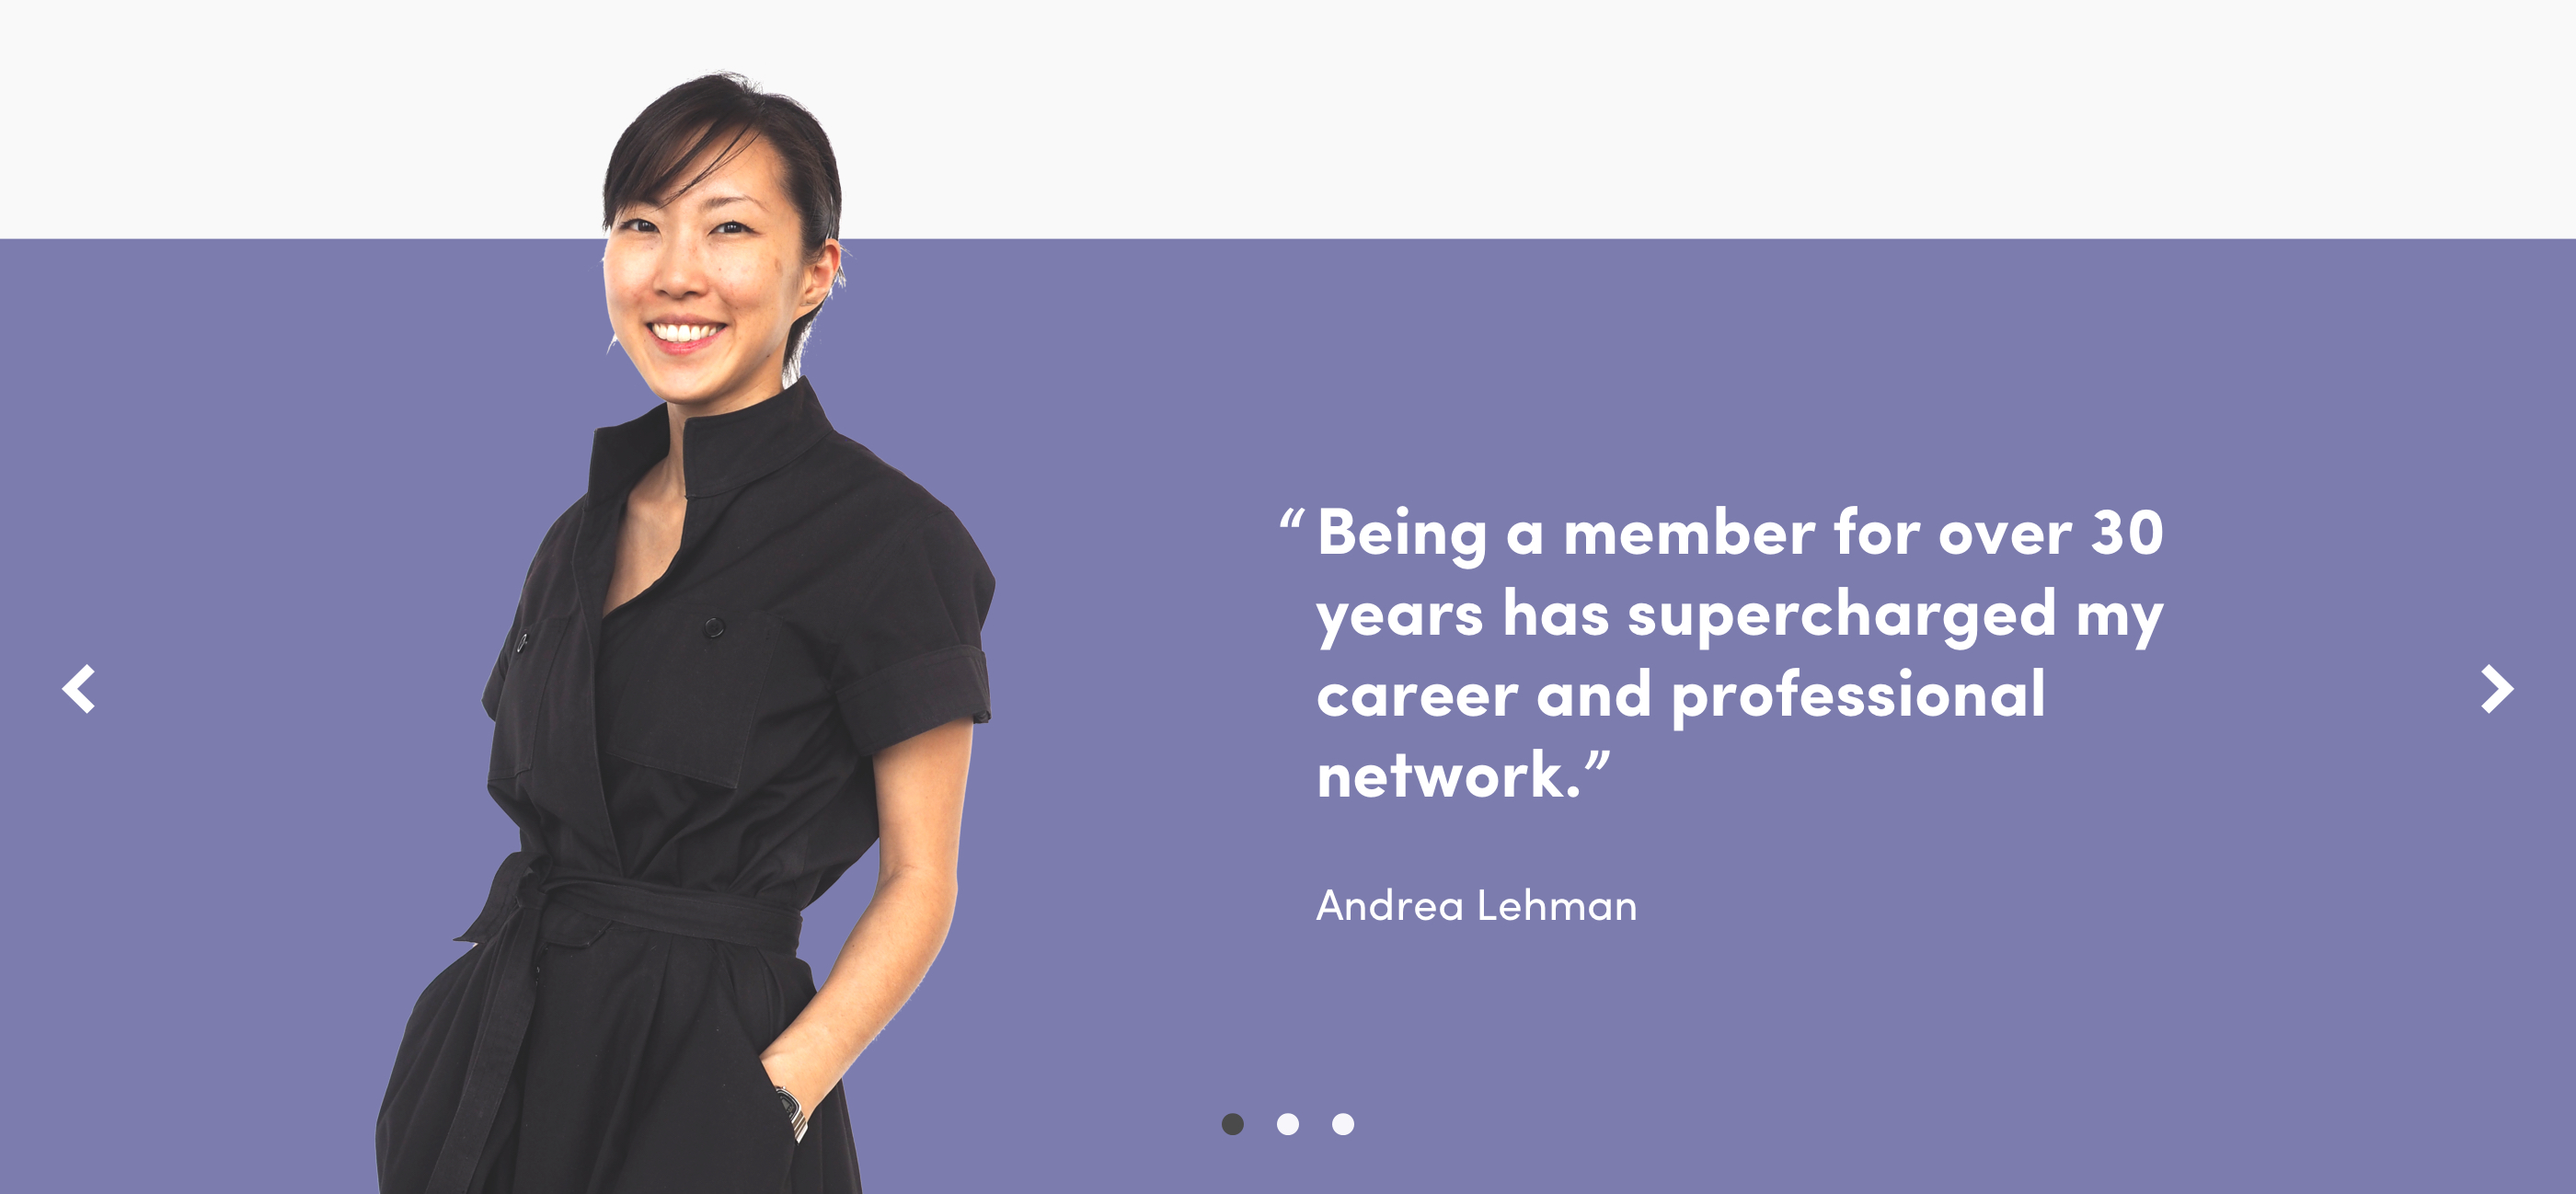 “Being a member for over 30
years has supercharged my
career and professional
network.”
Andrea Lehman